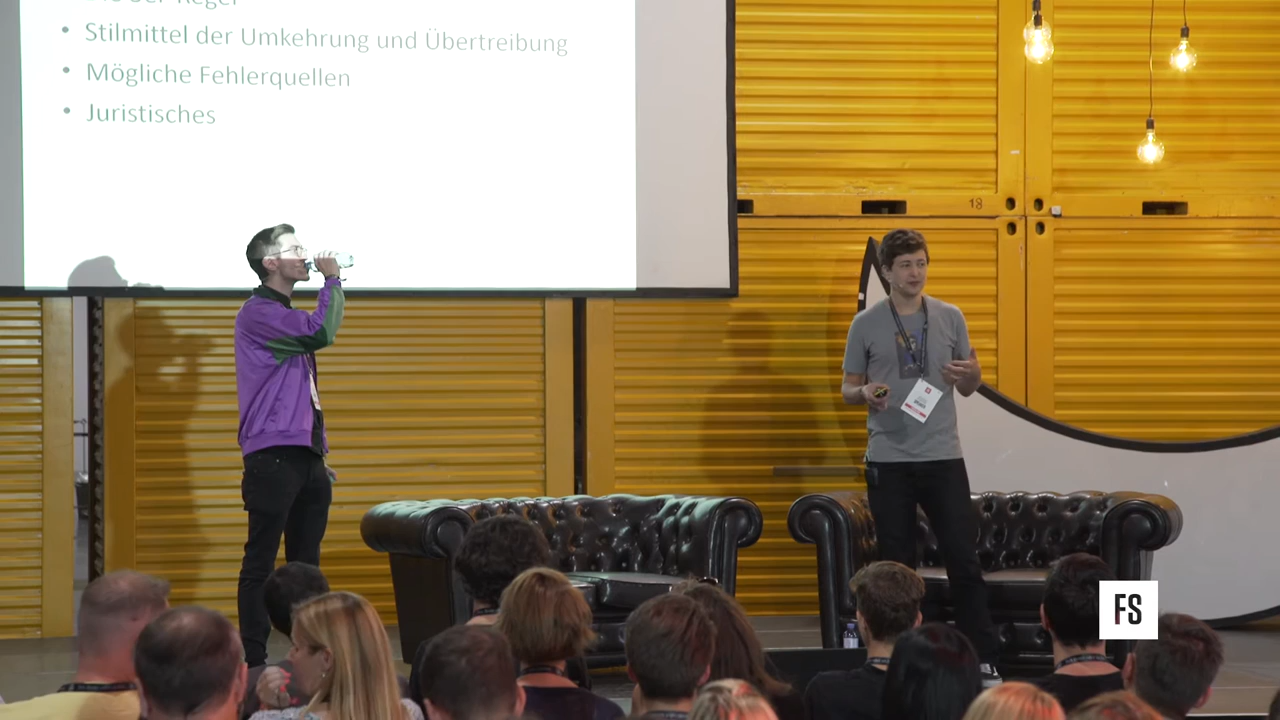 • Stilmittel der Umkehrung und Übertreibung
• Mögliche Fehlerquellen
• Juristisches
18
FS